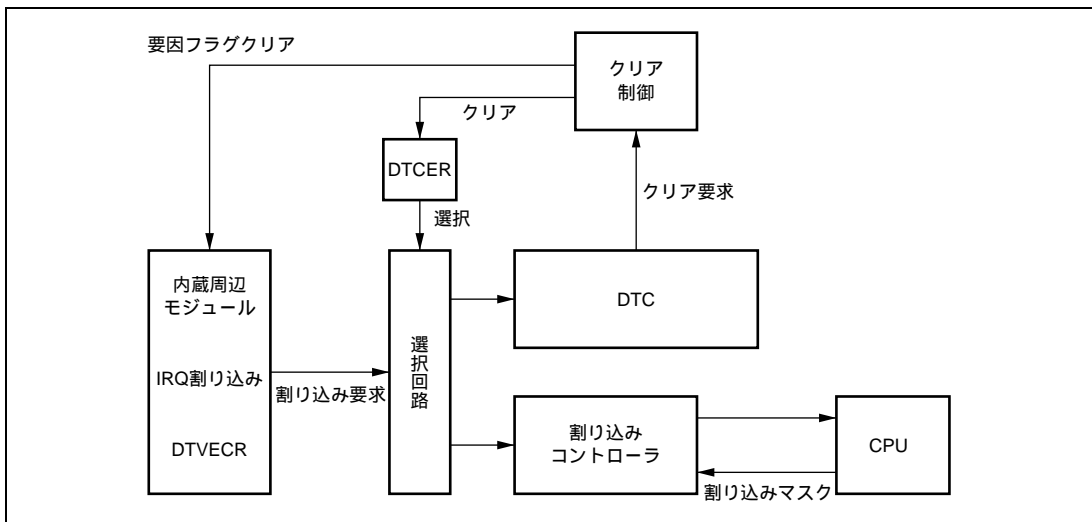 要因フラグクリア
クリア
制御
クリア
DTCER
クリア要求
選択
内蔵周辺
モジュール
IRQ割り込み
DTVECR
割り込み要求
選択回路
DTC
割り込み
コントローラ
CPU
割り込みマスク